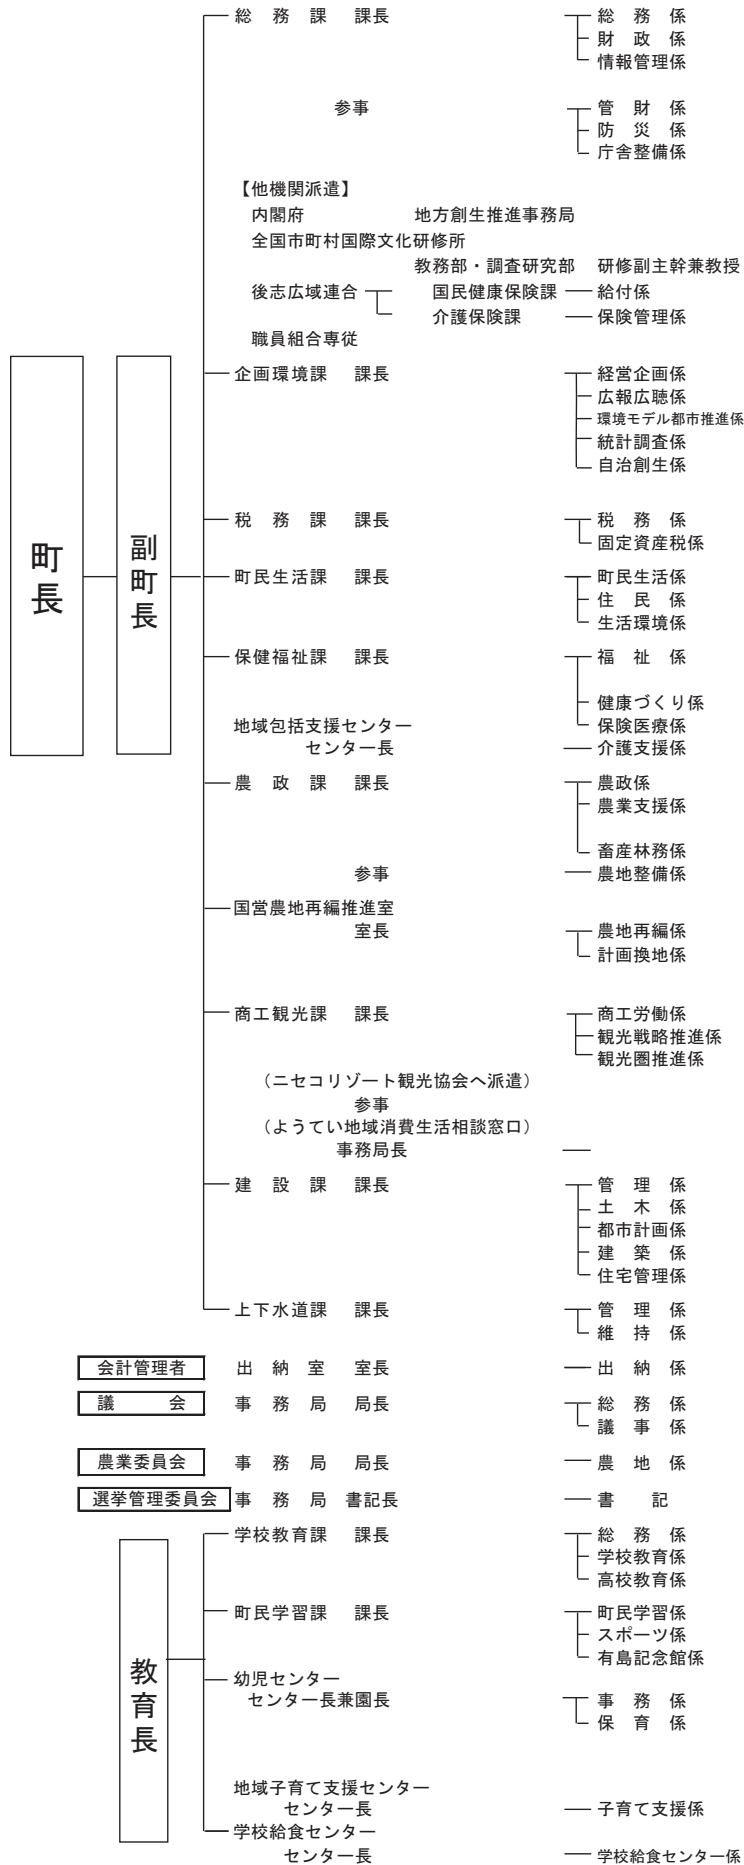 総　務　課　課長　総　務　係
財　政　係
情報管理係
参事　管　財　係
防　災　係
庁舎整備係
【他機関派遣】
内閣府　地方創生推進事務局
全国市町村国際文化研修所
教務部・調査研究部　研修副主幹兼教授
後志広域連合　国民健康保険課　給付係
介護保険課　保険管理係
職員組合専従
企画環境課　課長　経営企画係
広報広聴係
環境モデル都市推進係
統計調査係
自治創生係
税　務　課　課長　税　務　係
固定資産税係
町長
副町長
町民生活課　課長　町民生活係
住　民　係
生活環境係
保健福祉課　課長　福　祉　係
健康づくり係
地域包括支援センター　保険医療係
センター長　介護支援係
農　政　課　課長　農政係
農業支援係
畜産林務係
参事　農地整備係
国営農地再編推進室
室長　農地再編係
計画換地係
商工観光課　課長　商工労働係
観光戦略推進係
観光圏推進係
（ニセコリゾート観光協会へ派遣）
参事
（ようてい地域消費生活相談窓口）
事務局長
建　設　課　課長　管　理　係
土　木　係
都市計画係
建　築　係
住宅管理係
上下水道課　課長　管　理　係
維　持　係
会計管理者　出　納　室　室長　出　納　係
議　　　会　事　務　局　局長　総　務　係
議　事　係
農業委員会　事　務　局　局長　農　地　係
選挙管理委員会　事　務　局　書記長　書　　記
学校教育課　課長　総　務　係
学校教育係
高校教育係
町民学習課　課長　町民学習係
スポーツ係
有島記念館係
教育長
幼児センター
センター長兼園長　事　務　係
保　育　係
地域子育て支援センター
センター長　子育て支援係
学校給食センター
センター長　学校給食センター係